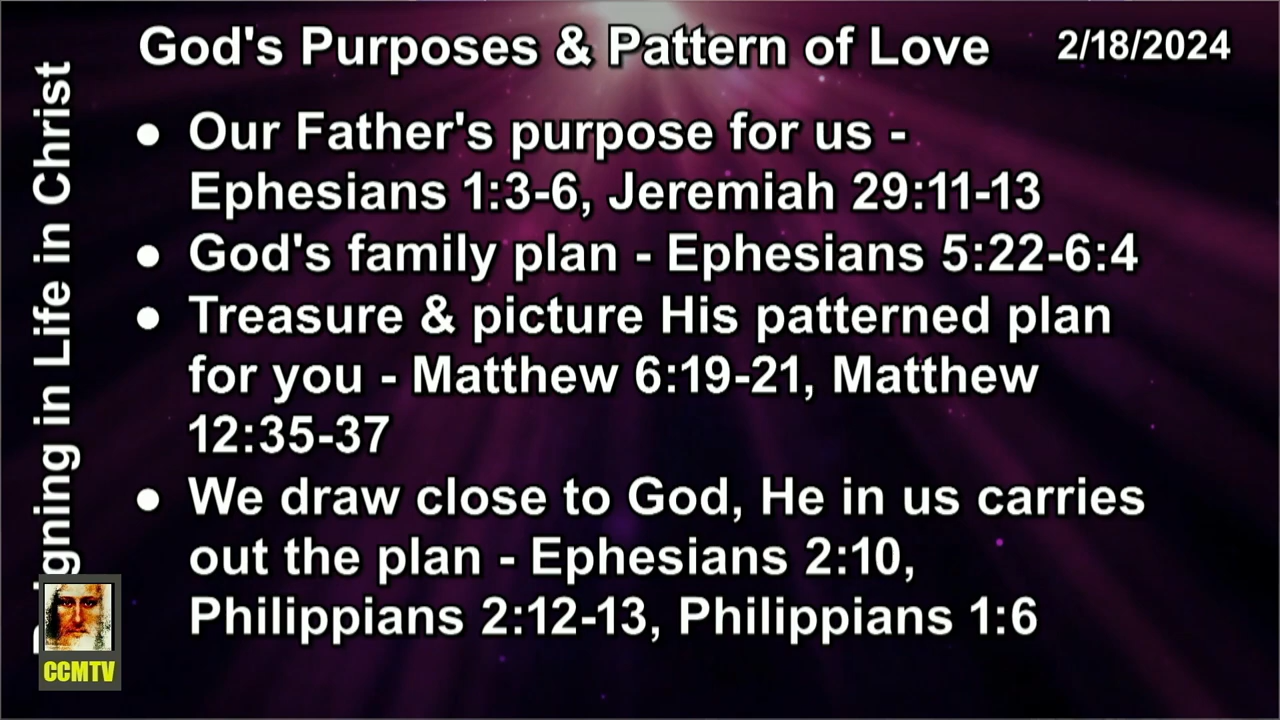 God's Purposes & Pattern of Love
2/18/2024
Our Father's purpose for us -
Ephesians 1:3-6, Jeremiah 29:11-13
God's family plan - Ephesians 5:22-6:4
Treasure & picture His patterned plan
for you - Matthew 6:19-21, Matthew
12:35-37
We draw close to God, He in us carries
out the plan - Ephesians 2:10,
Philippians 2:12-13, Philippians 1:6
in Life in Christ
CCMTV